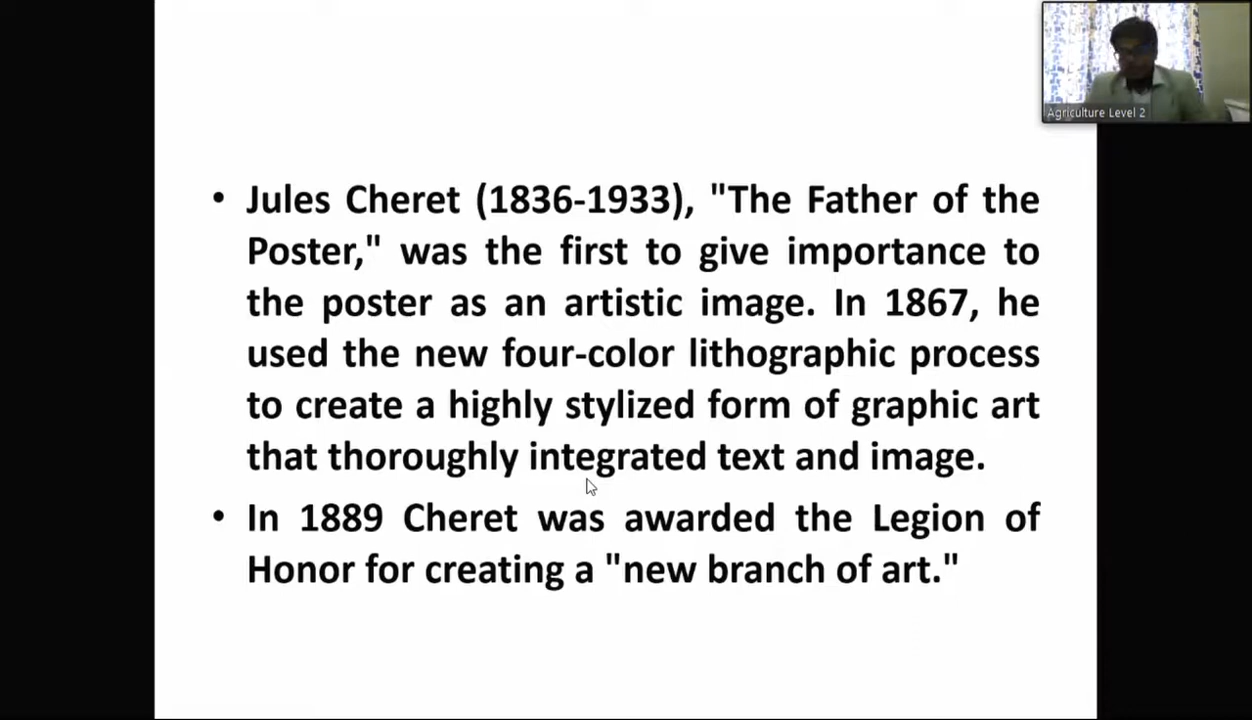 Agriculture Level 2
• Jules Cheret (1836-1933), "The Father of the
Poster," was the first to give importance to
the poster as an artistic image. In 1867, he
used the new four-color lithographic process
to create a highly stylized form of graphic art
that thoroughly integrated text and image.
• In 1889 Cheret was awarded the Legion of
Honor for creating a "new branch of art."